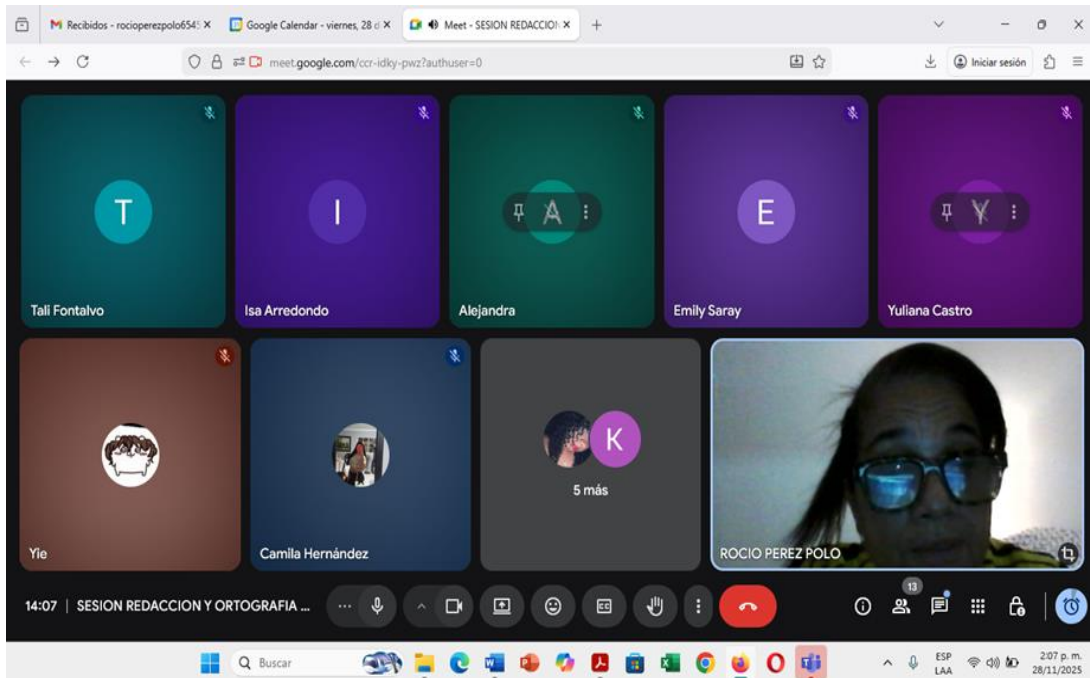 Recibidos - rocioperezpolo654
Google Calendar - viernes, 28 d
Meet - SESION REDACCION
meet.google.com/ccr-idky-pwz?authuser=0
Iniciar sesión
T
I
A
E
Y
Tali Fontalvo
Isa Arredondo
Alejandra
Emily Saray
Yuliana Castro
K
5 más
Yie
Camila Hernández
ROCIO PEREZ POLO
14:07 | SESION REDACCION Y ORTOGRAFIA ...
CC
13
Buscar
ESP
LAA
2:07 p. m.
28/11/2025